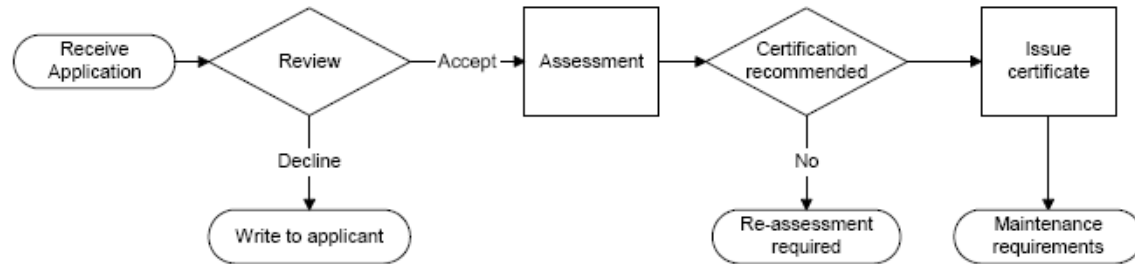 Receive
Application
Review
Accept
Assessment
Certification
recommended
Issue
certificate
Decline
No
Write to applicant
Re-assessment
required
Maintenance
requirements